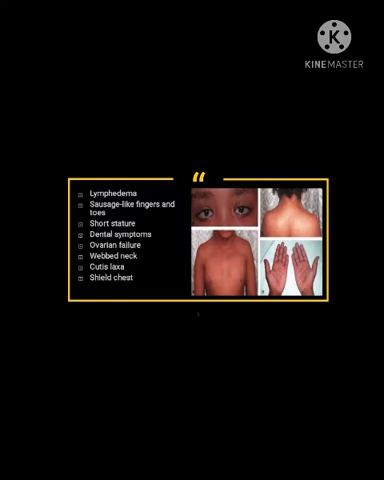 KINEMASTER
“
Lymphedema
Sausage-like fingers and
toes
Short stature
Dental symptoms
Ovarian failure
Webbed neck
Cutis laxa
Shield chest